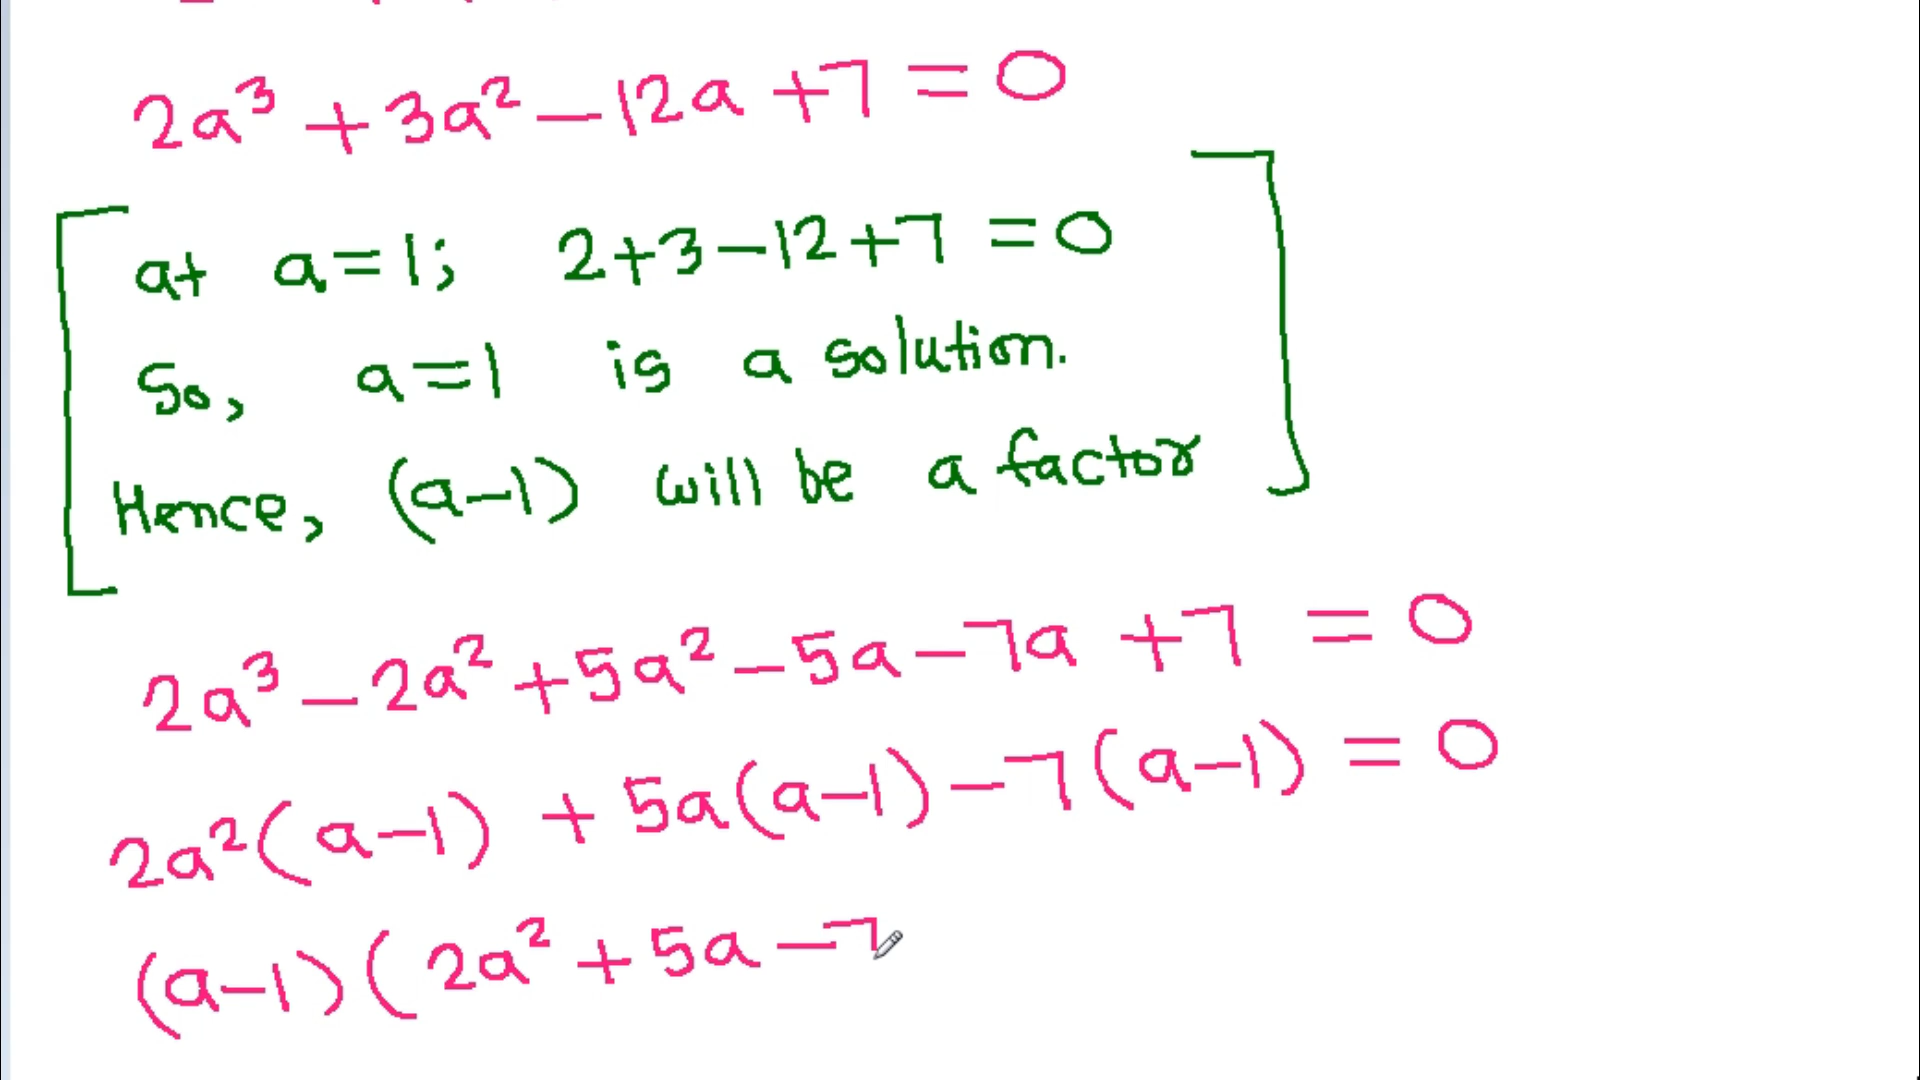 2a³ + 3a² - 12a + 7 = 0
at a = 1; 2 + 3 - 12 + 7 = 0
So, a = 1 is a solution.
Hence, (a - 1) will be a factor
2a³ - 2a² + 5a² - 5a - 7a + 7 = 0
2a²(a - 1) + 5a(a - 1) - 7(a - 1) = 0
(a - 1)(2a² + 5a - 7